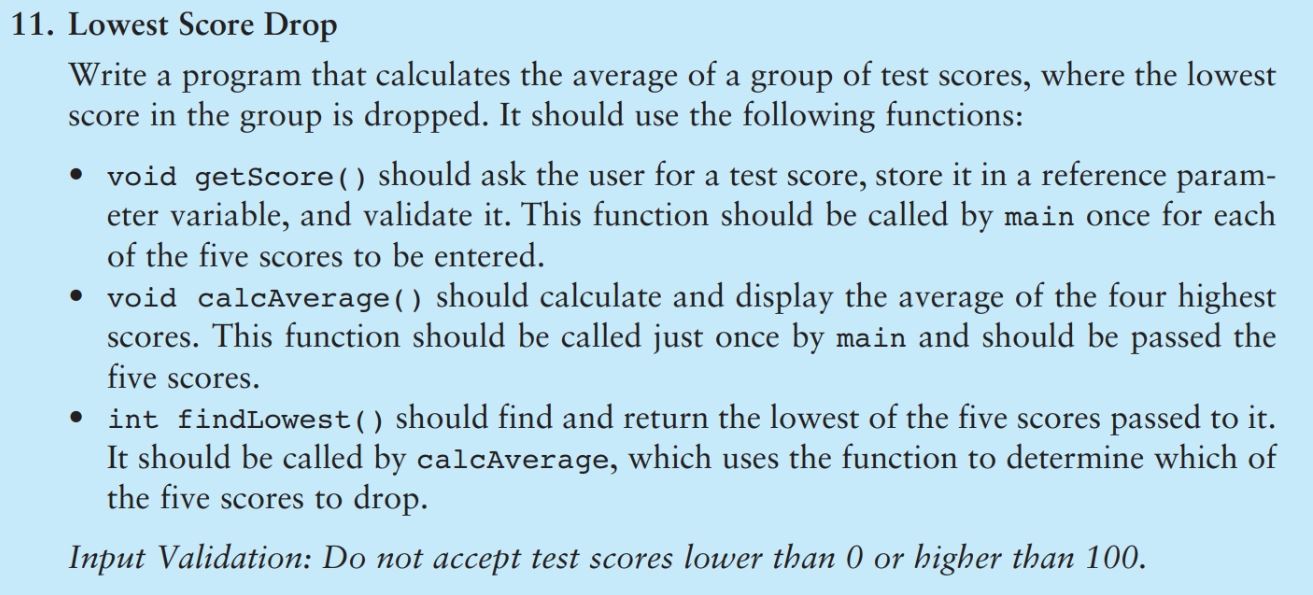 11. Lowest Score Drop
Write a program that calculates the average of a group of test scores, where the lowest
score in the group is dropped. It should use the following functions:
• void getScore() should ask the user for a test score, store it in a reference param-
eter variable, and validate it. This function should be called by main once for each
of the five scores to be entered.
• void calcAverage() should calculate and display the average of the four highest
scores. This function should be called just once by main and should be passed the
five scores.
• int findLowest() should find and return the lowest of the five scores passed to it.
It should be called by calcAverage, which uses the function to determine which of
the five scores to drop.
Input Validation: Do not accept test scores lower than 0 or higher than 100.